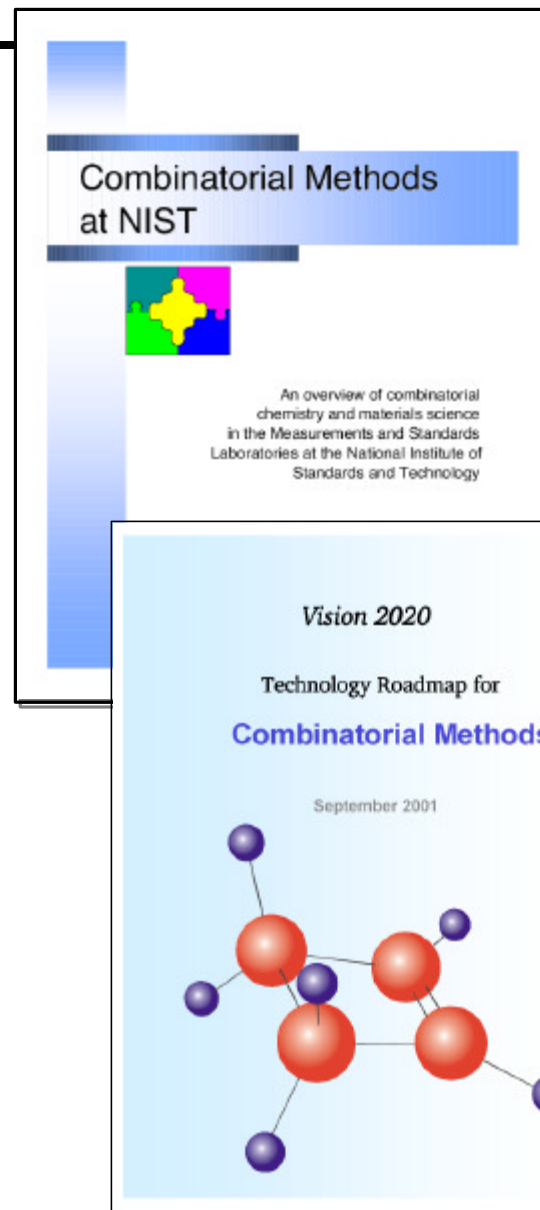 Combinatorial Methods
at NIST
An overview of combinatorial
chemistry and materials science
in the Measurements and Standards
Laboratories at the National Institute of
Standards and Technology
Vision 2020
Technology Roadmap for
Combinatorial Methods
September 2001